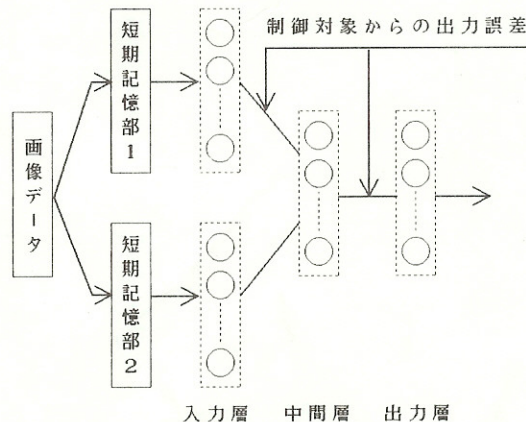 制御対象からの出力誤差
短期記憶部1
画像データ
短期記憶部2
入力層 中間層 出力層